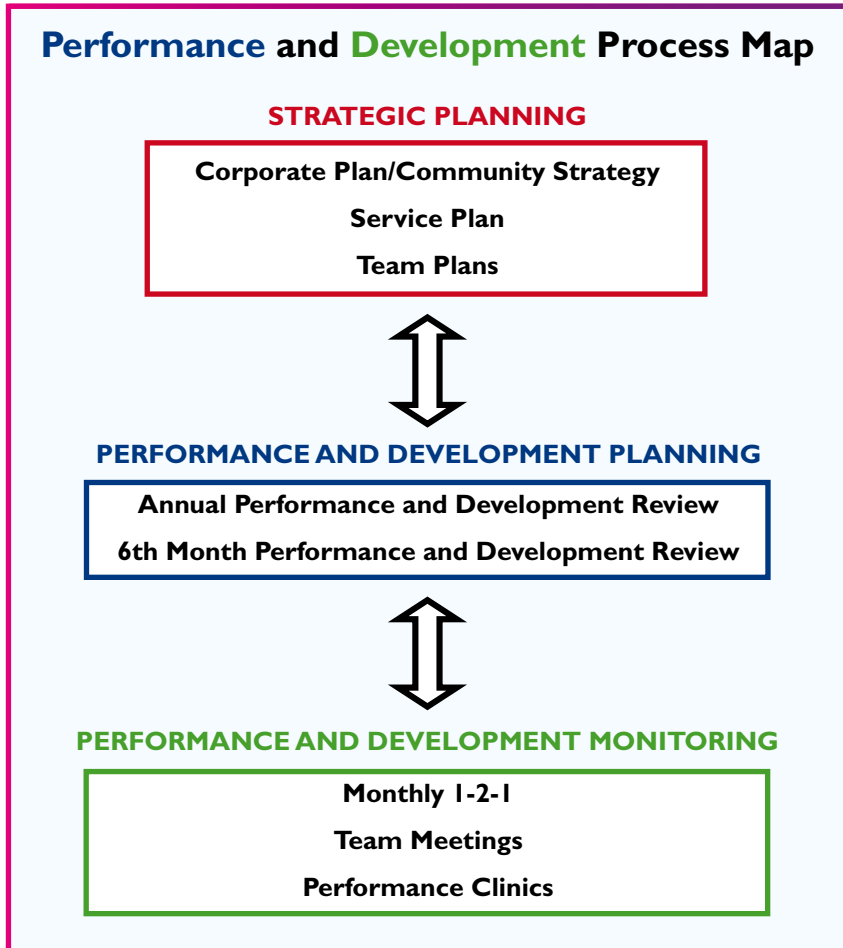 Performance and Development Process Map
STRATEGIC PLANNING
Corporate Plan/Community Strategy
Service Plan
Team Plans
PERFORMANCE AND DEVELOPMENT PLANNING
Annual Performance and Development Review
6th Month Performance and Development Review
PERFORMANCE AND DEVELOPMENT MONITORING
Monthly 1-2-1
Team Meetings
Performance Clinics